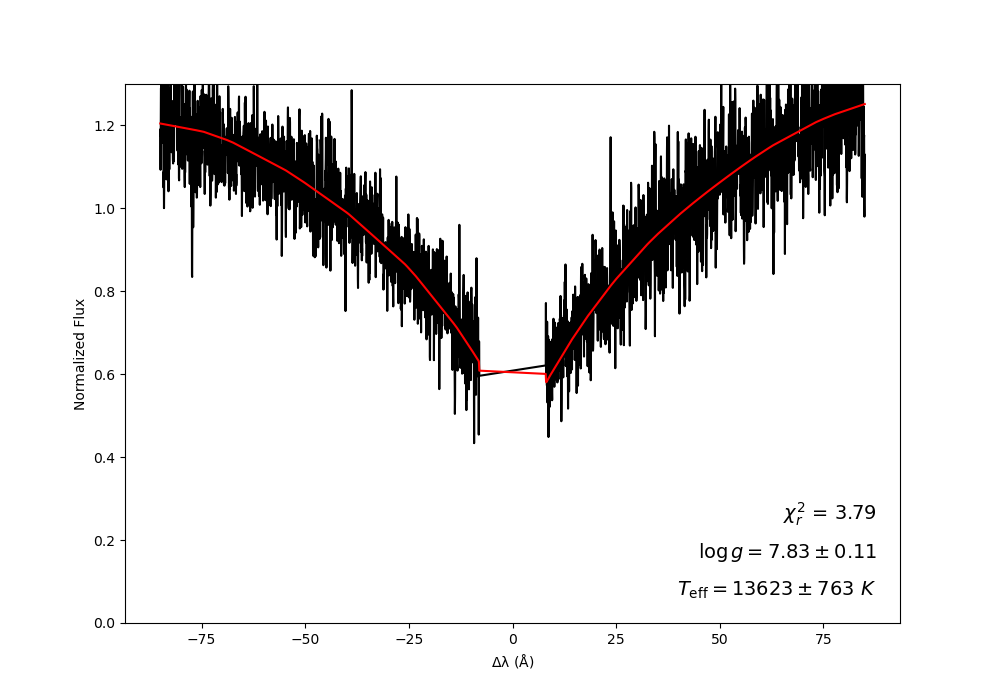 Normalized Flux
1.2
1.0
0.8
0.6
0.4
0.2
0.0
χ²ᵣ = 3.79
log g = 7.83 ± 0.11
T_eff = 13623 ± 763 K
−75 −50 −25 0 25 50 75
Δλ (Å)